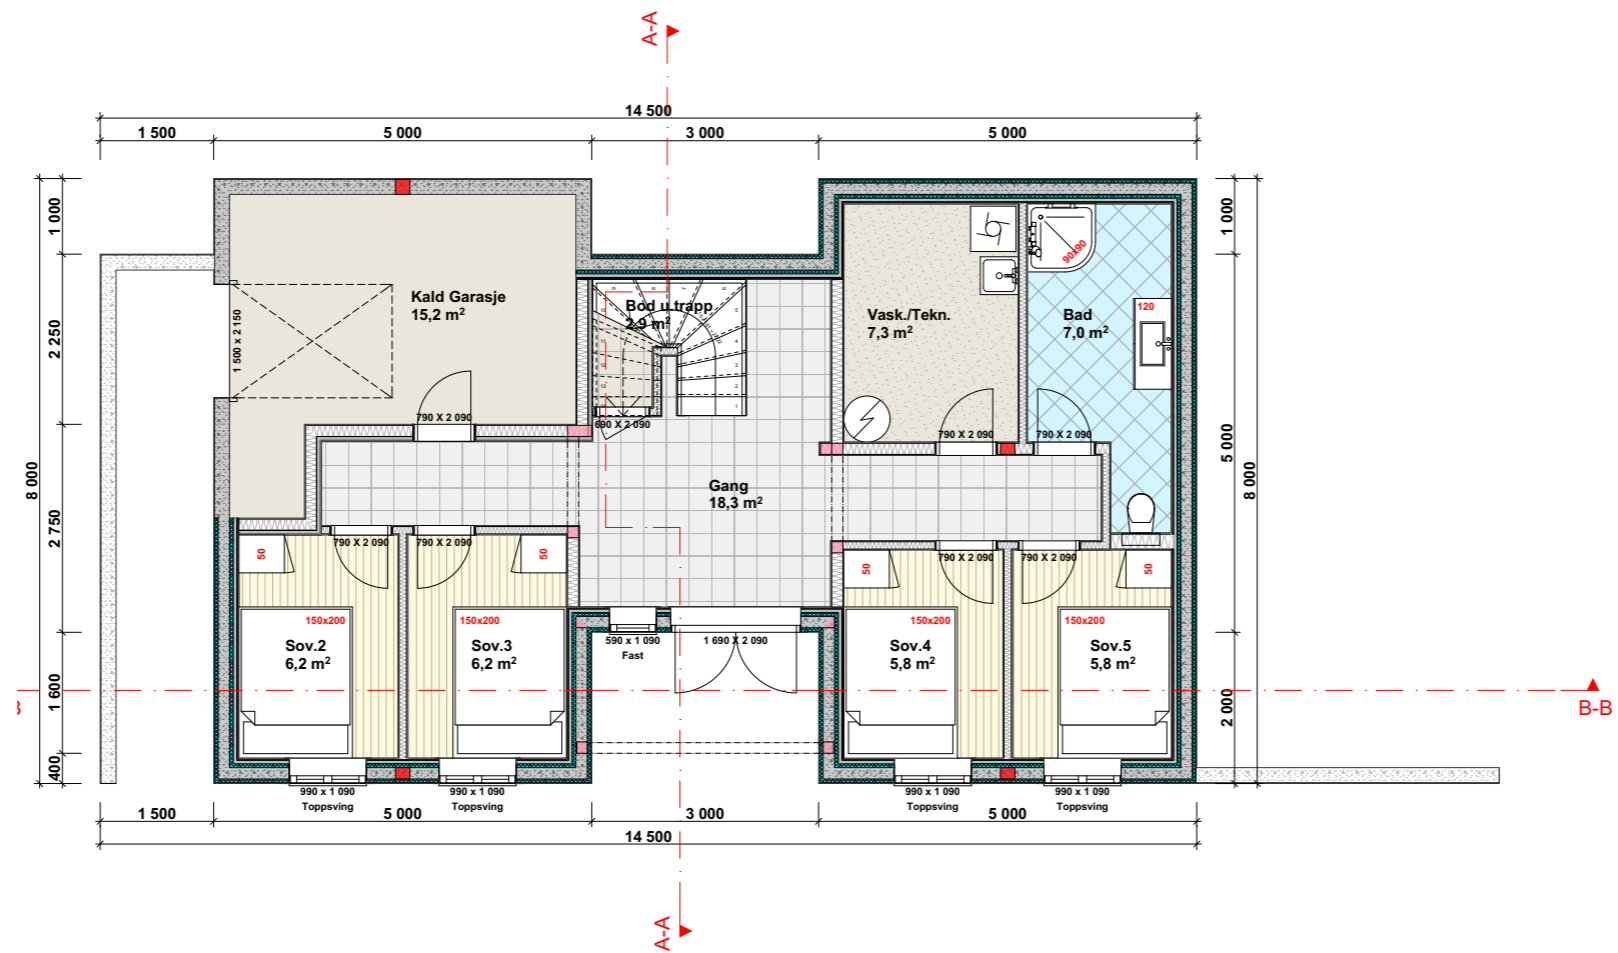 A-A
14 500
1 500
5 000
3 000
5 000
1 000
2 250
2 750
1 600
400
8 000
1 000
5 000
2 000
8 000
Kald Garasje
15,2 m²
1 500 x 2 150
790 X 2 090
Bod u.trapp
2,9 m²
690 X 2 090
Vask./Tekn.
7,3 m²
790 X 2 090
Bad
7,0 m²
90x90
120
790 X 2 090
Gang
18,3 m²
790 X 2 090
790 X 2 090
790 X 2 090
790 X 2 090
50
50
50
50
150x200
Sov.2
6,2 m²
150x200
Sov.3
6,2 m²
590 x 1 090
Fast
1 690 X 2 090
150x200
Sov.4
5,8 m²
150x200
Sov.5
5,8 m²
B-B
990 x 1 090
Toppsving
990 x 1 090
Toppsving
990 x 1 090
Toppsving
990 x 1 090
Toppsving
1 500
5 000
3 000
5 000
14 500
A-A